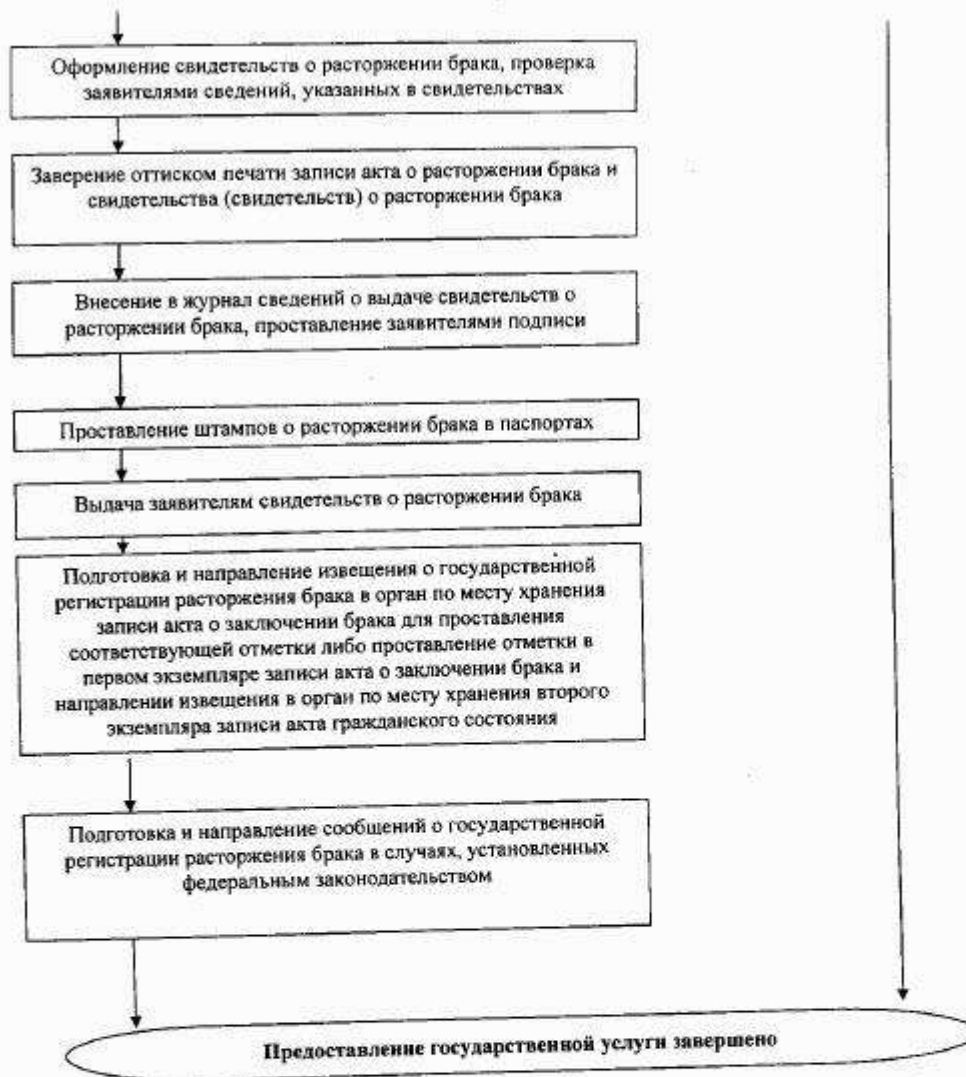 Оформление свидетельств о расторжении брака, проверка
заявителями сведений, указанных в свидетельствах
Заверение оттиском печати записи акта о расторжении брака и
свидетельства (свидетельств) о расторжении брака
Внесение в журнал сведений о выдаче свидетельств о
расторжении брака, проставление заявителями подписи
Проставление штампов о расторжении брака в паспортах
Выдача заявителям свидетельств о расторжении брака
Подготовка и направление извещения о государственной
регистрации расторжения брака в орган по месту хранения
записи акта о заключении брака для проставления
соответствующей отметки либо проставление отметки в
первом экземпляре записи акта о заключении брака и
направлении извещения в орган по месту хранения второго
экземпляра записи акта гражданского состояния
Подготовка и направление сообщений о государственной
регистрации расторжения брака в случаях, установленных
федеральным законодательством
Предоставление государственной услуги завершено